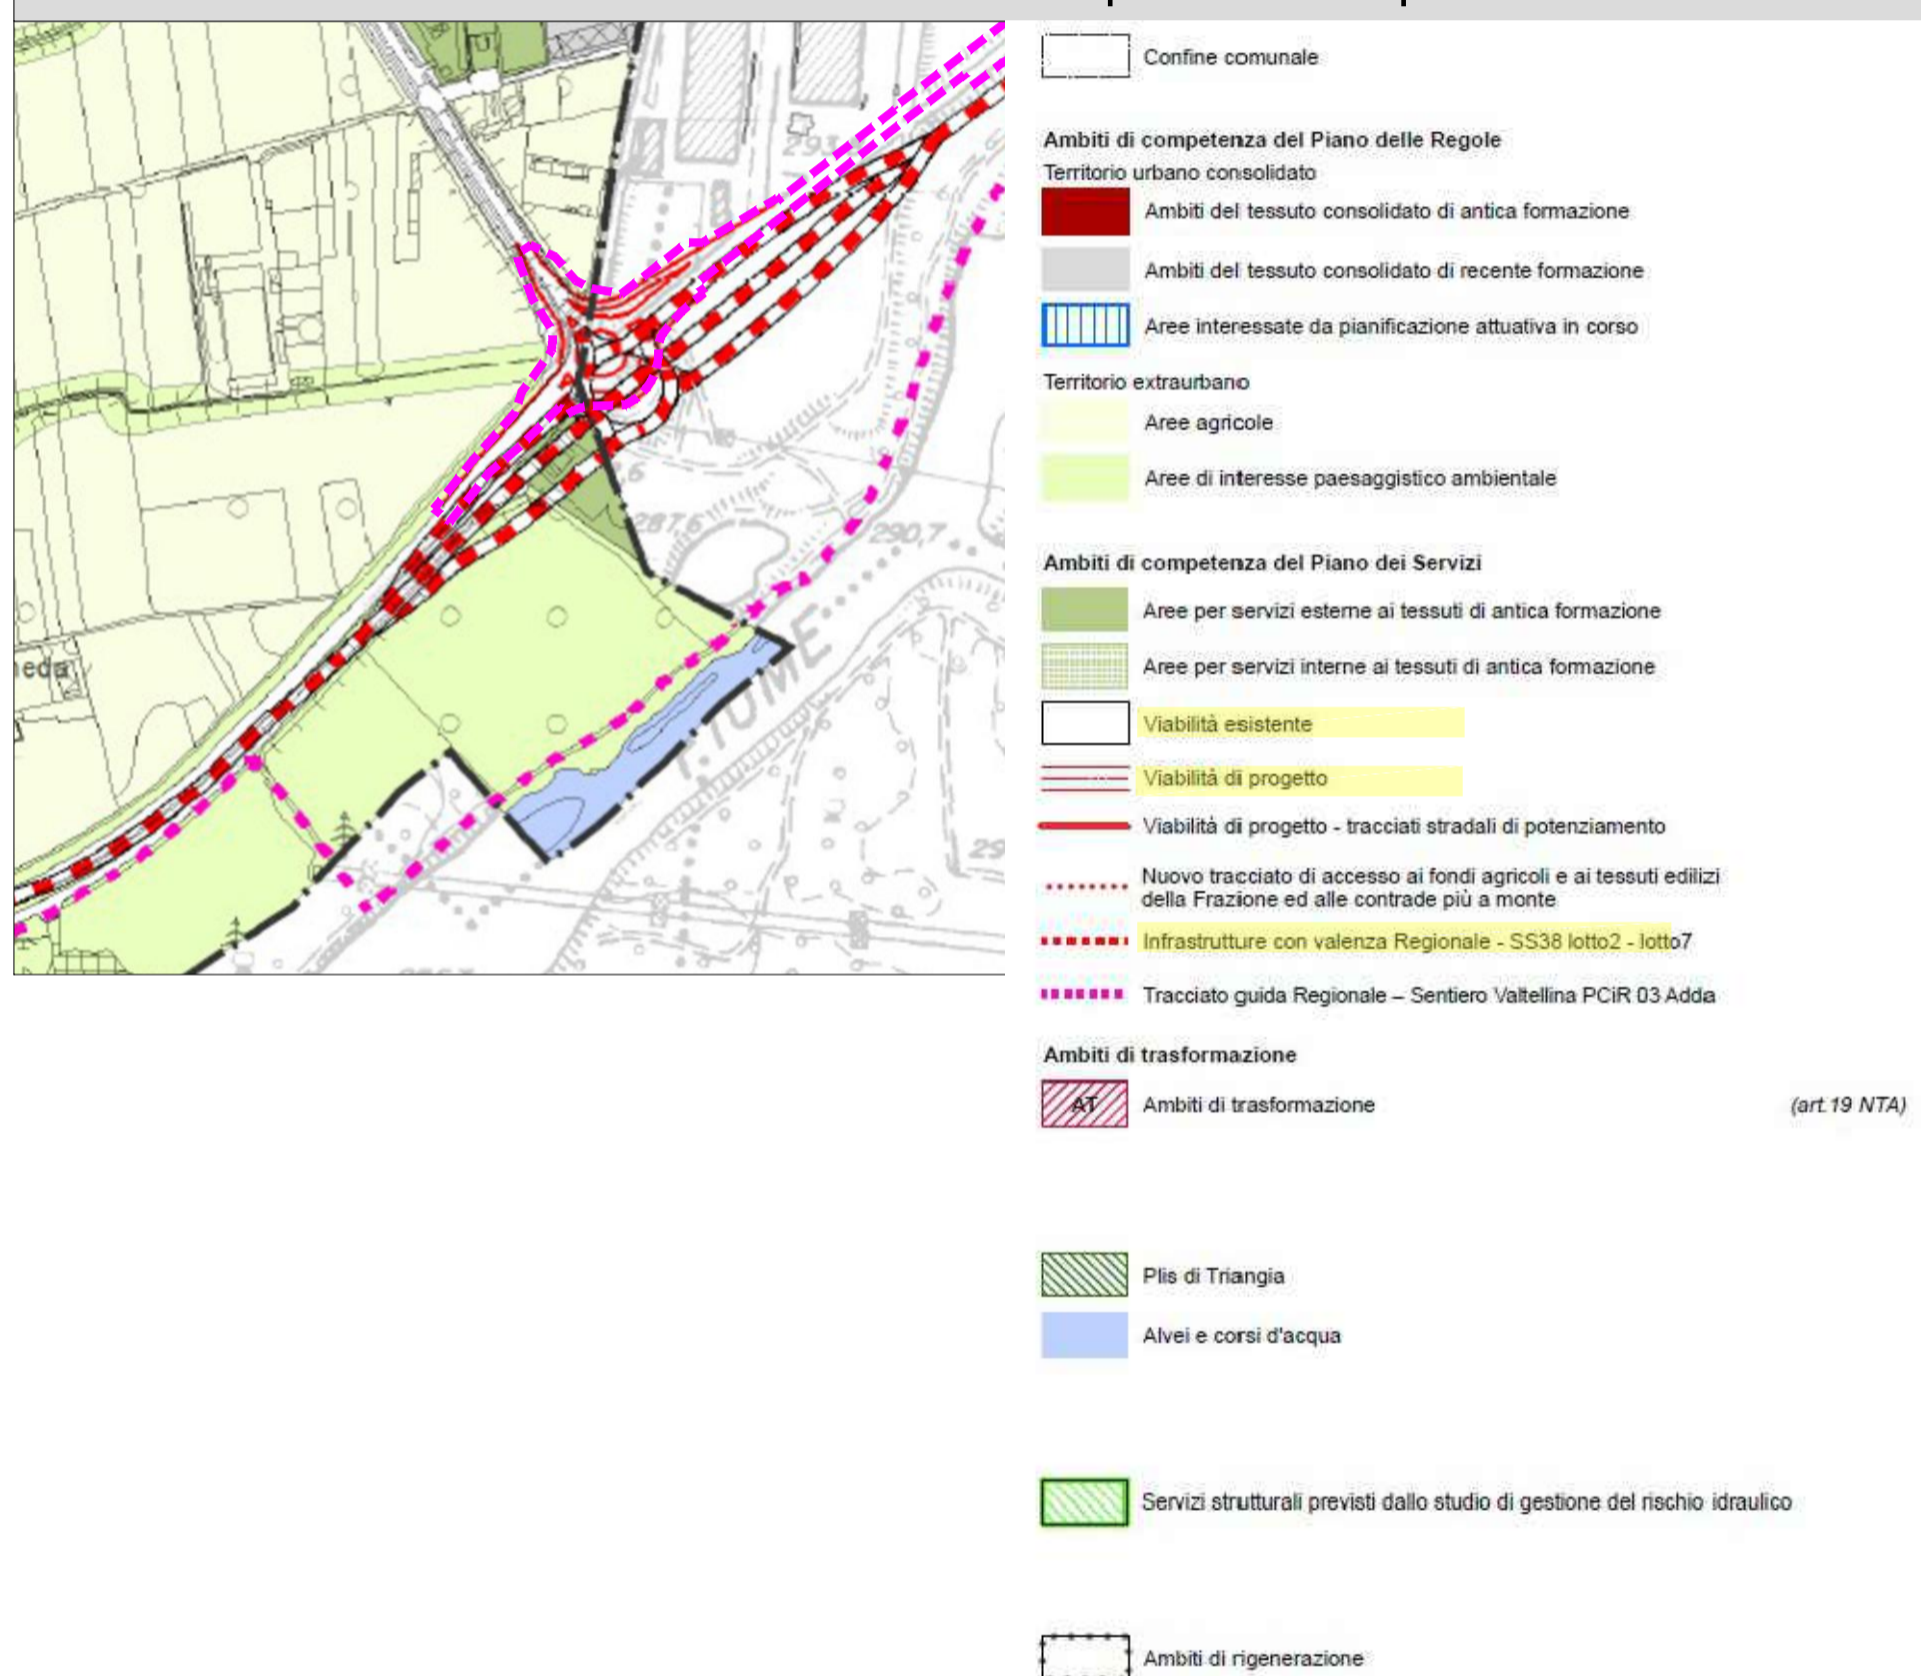 293
287,6
,6
290,7
neda
FIUME
29
Confine comunale
Ambiti di competenza del Piano delle Regole
Territorio urbano consolidato
Ambiti del tessuto consolidato di antica formazione
Ambiti del tessuto consolidato di recente formazione
Aree interessate da pianificazione attuativa in corso
Territorio extraurbano
Aree agricole
Aree di interesse paesaggistico ambientale
Ambiti di competenza del Piano dei Servizi
Aree per servizi esterne ai tessuti di antica formazione
Aree per servizi interne ai tessuti di antica formazione
Viabilità esistente
Viabilità di progetto
Viabilità di progetto - tracciati stradali di potenziamento
Nuovo tracciato di accesso ai fondi agricoli e ai tessuti edilizi
della Frazione ed alle contrade più a monte
Infrastrutture con valenza Regionale - SS38 lotto2 - lotto7
Tracciato guida Regionale – Sentiero Valtellina PCiR 03 Adda
Ambiti di trasformazione
AT Ambiti di trasformazione (art.19 NTA)
Plis di Triangia
Alvei e corsi d'acqua
Servizi strutturali previsti dallo studio di gestione del rischio idraulico
Ambiti di rigenerazione